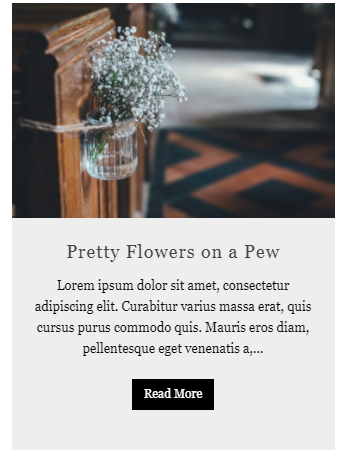 Pretty Flowers on a Pew
Lorem ipsum dolor sit amet, consectetur
adipiscing elit. Curabitur varius massa erat, quis
cursus purus commodo quis. Mauris eros diam,
pellentesque eget venenatis a,...
Read More